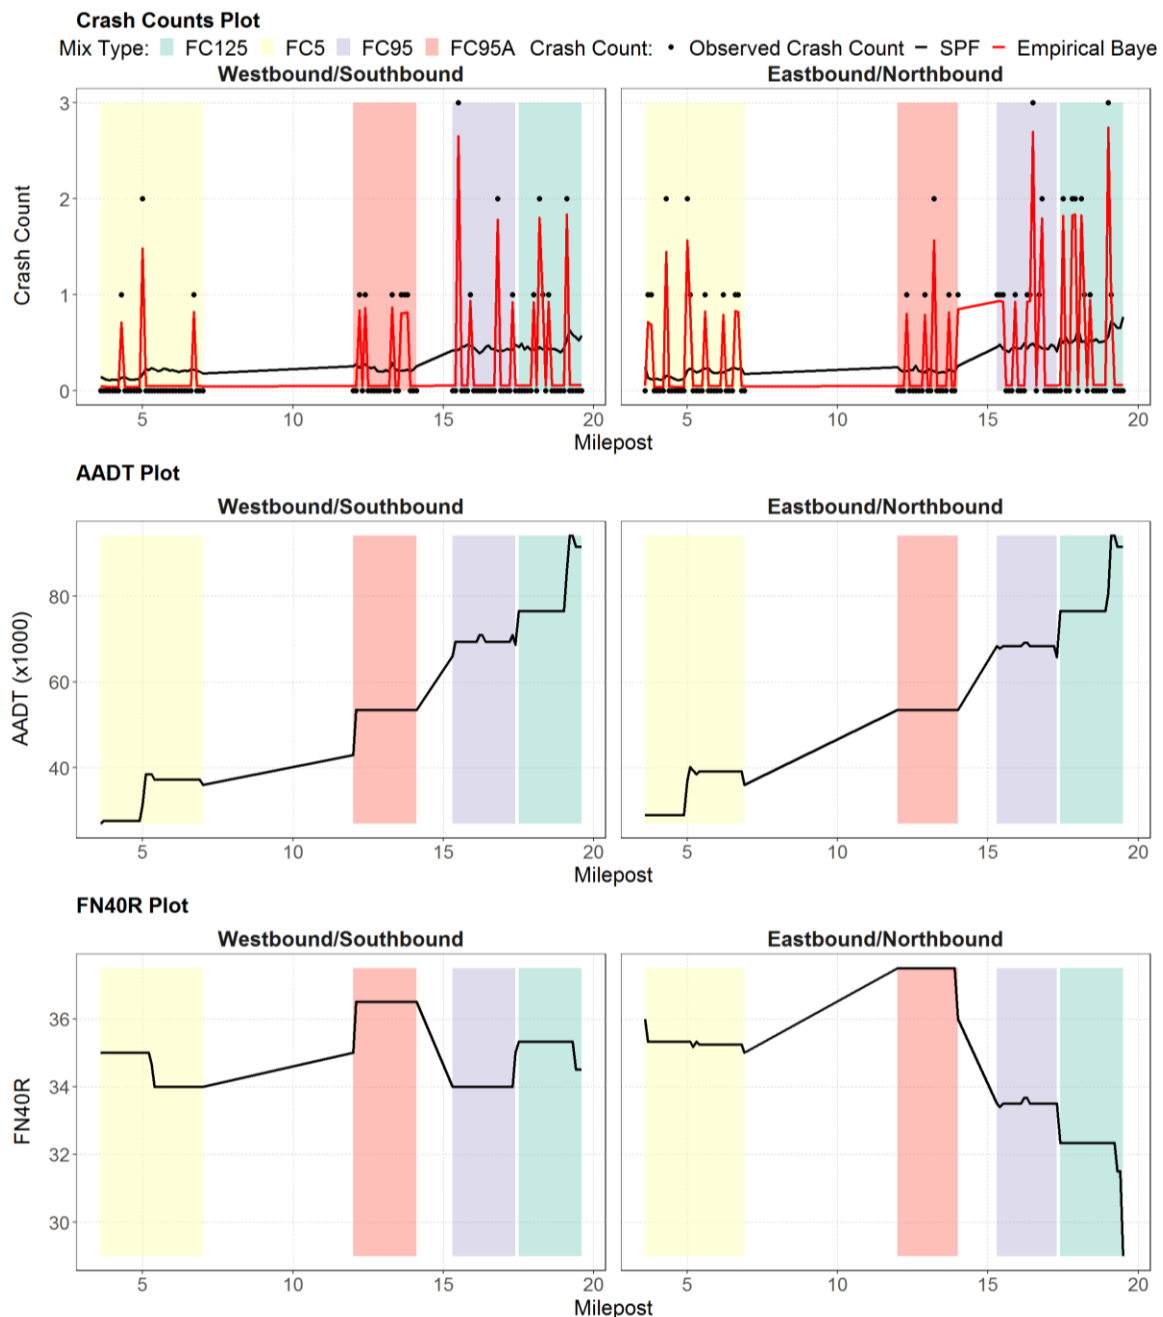 Crash Counts Plot
Mix Type: FC125 FC5 FC95 FC95A Crash Count: Observed Crash Count SPF Empirical Baye
Westbound/Southbound Eastbound/Northbound
3
2
1
0
Crash Count
5 10 15 20 5 10 15 20
Milepost Milepost
AADT Plot
Westbound/Southbound Eastbound/Northbound
80
60
40
AADT (x1000)
5 10 15 20 5 10 15 20
Milepost Milepost
FN40R Plot
Westbound/Southbound Eastbound/Northbound
36
34
32
30
FN40R
5 10 15 20 5 10 15 20
Milepost Milepost